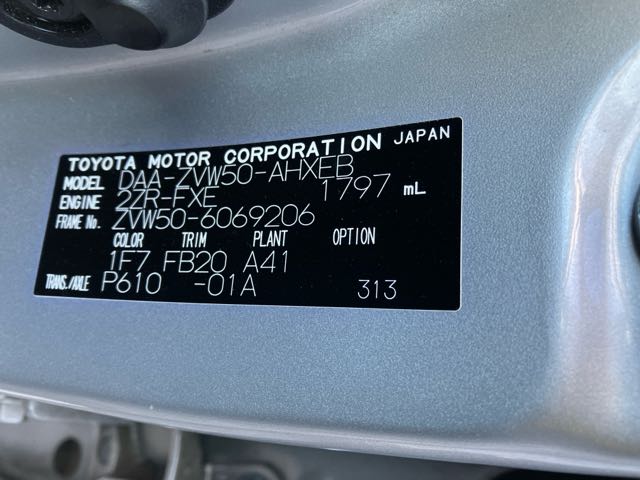 TOYOTA MOTOR CORPORATION JAPAN
MODEL DAA-ZVW50-AHXEB
ENGINE 2ZR-FXE 1797 mL
FRAME No. ZVW50-6069206
COLOR TRIM PLANT OPTION
1F7 FB20 A41
TRANS./AXLE P610 -01A 313